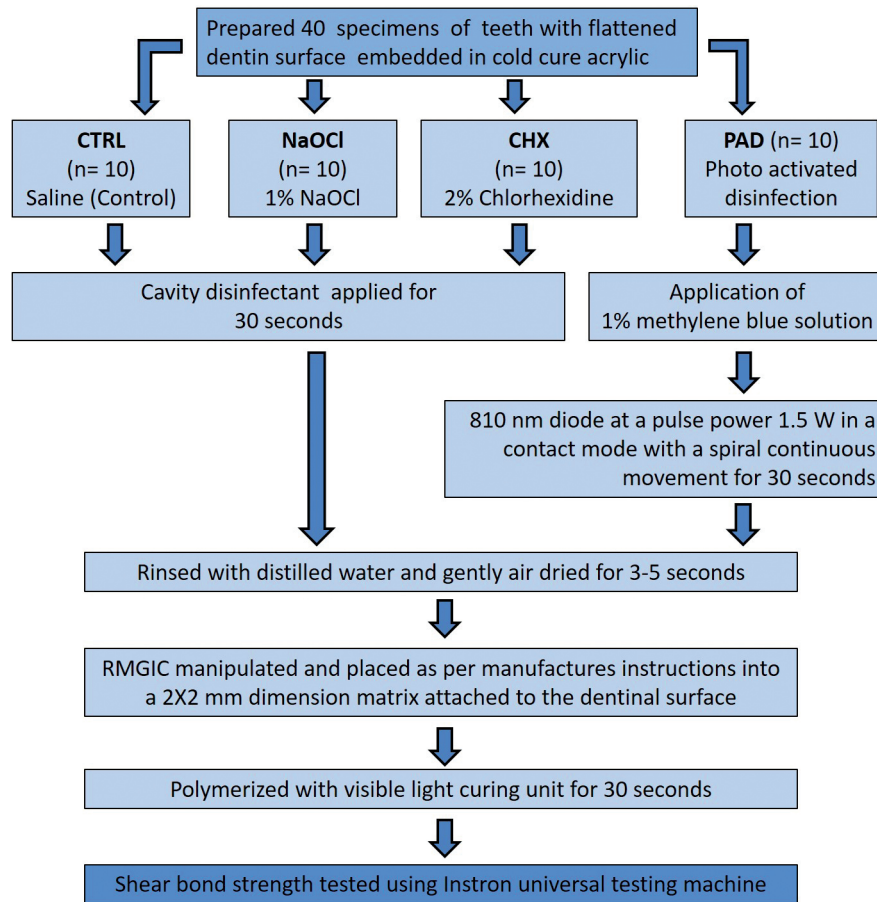 Prepared 40 specimens of teeth with flattened
dentin surface embedded in cold cure acrylic
CTRL
(n= 10)
Saline (Control)
NaOCl
(n= 10)
1% NaOCl
CHX
(n= 10)
2% Chlorhexidine
PAD (n= 10)
Photo activated
disinfection
Cavity disinfectant applied for
30 seconds
Application of
1% methylene blue solution
810 nm diode at a pulse power 1.5 W in a
contact mode with a spiral continuous
movement for 30 seconds
Rinsed with distilled water and gently air dried for 3-5 seconds
RMGIC manipulated and placed as per manufactures instructions into
a 2X2 mm dimension matrix attached to the dentinal surface
Polymerized with visible light curing unit for 30 seconds
Shear bond strength tested using Instron universal testing machine